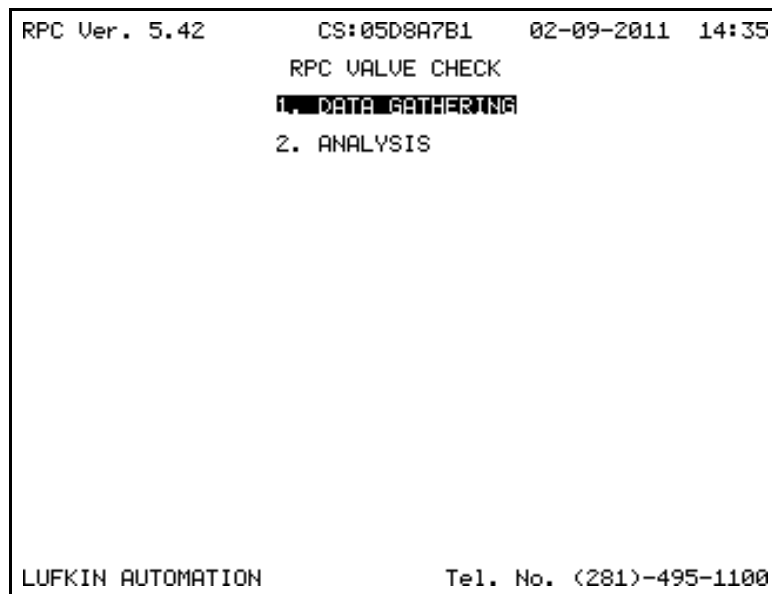 RPC Ver. 5.42 CS:05D8A7B1 02-09-2011 14:35
RPC VALVE CHECK
1. DATA GATHERING
2. ANALYSIS
LUFKIN AUTOMATION Tel. No. (281)-495-1100